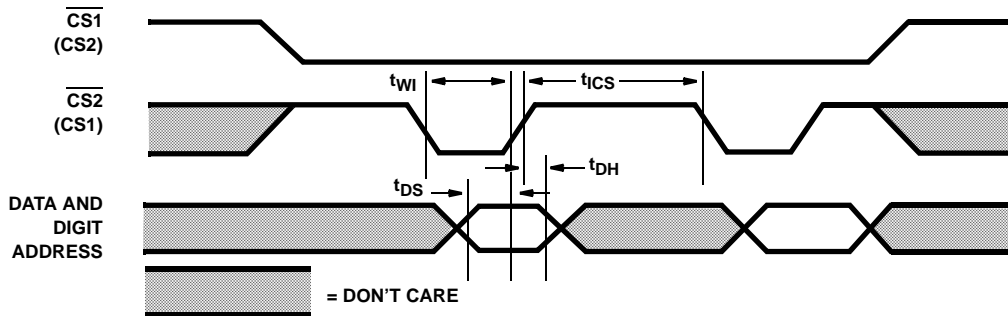 CS1
(CS2)
tWI
tICS
CS2
(CS1)
tDH
tDS
DATA AND
DIGIT
ADDRESS
= DON'T CARE